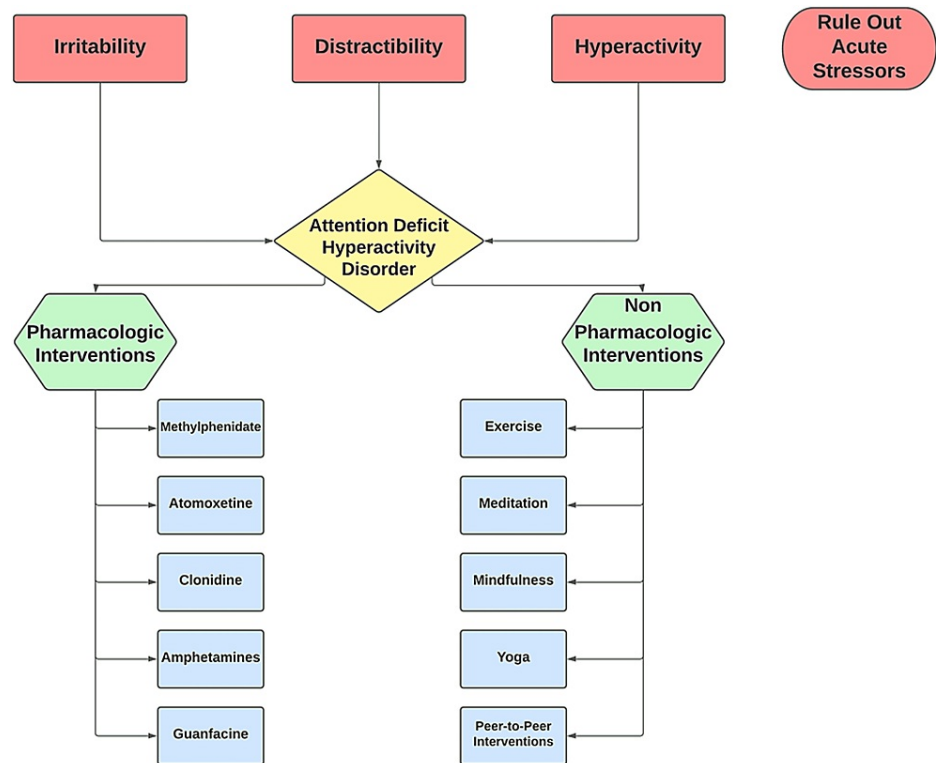 Irritability
Distractibility
Hyperactivity
Rule Out
Acute
Stressors
Attention Deficit
Hyperactivity
Disorder
Pharmacologic
Interventions
Non
Pharmacologic
Interventions
Methylphenidate
Exercise
Atomoxetine
Meditation
Clonidine
Mindfulness
Amphetamines
Yoga
Guanfacine
Peer-to-Peer
Interventions